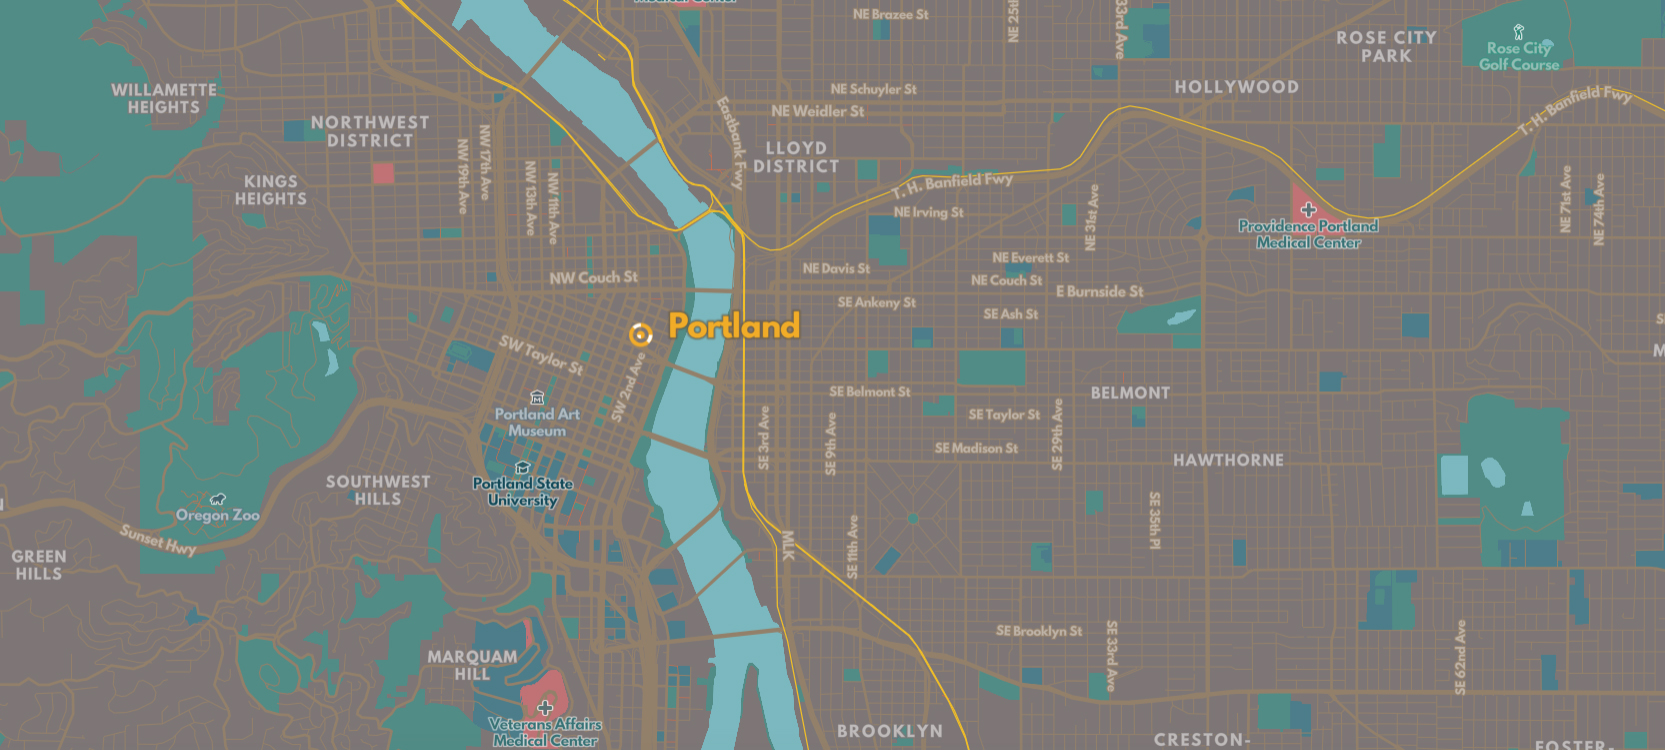 Medical Center
NE Brazee St
NE 25th
33rd Ave
ROSE CITY
PARK
Rose City
Golf Course
WILLAMETTE
HEIGHTS
NE Schuyler St
HOLLYWOOD
T. H. Banfield Fwy
NE Weidler St
Eastbank Fwy
NORTHWEST
DISTRICT
LLOYD
DISTRICT
NW 19th Ave
NW 17th Ave
NW 13th Ave
NW 11th Ave
KINGS
HEIGHTS
T. H. Banfield Fwy
NE Irving St
NE 31st Ave
Providence Portland
Medical Center
NE 71st Ave
NE 74th Ave
NE Everett St
NE Davis St
NW Couch St
NE Couch St
E Burnside St
SE Ankeny St
SE Ash St
Portland
SW Taylor St
SW 2nd Ave
SE Belmont St
BELMONT
Portland Art
Museum
SE Taylor St
SE 3rd Ave
SE 9th Ave
SE 29th Ave
SE Madison St
HAWTHORNE
SOUTHWEST
HILLS
Portland State
University
Oregon Zoo
Sunset Hwy
SE 35th Pl
MLK
SE 11th Ave
GREEN
HILLS
SE Brooklyn St
SE 33rd Ave
SE 62nd Ave
MARQUAM
HILL
Veterans Affairs
Medical Center
BROOKLYN
CRESTON-
FOSTER-